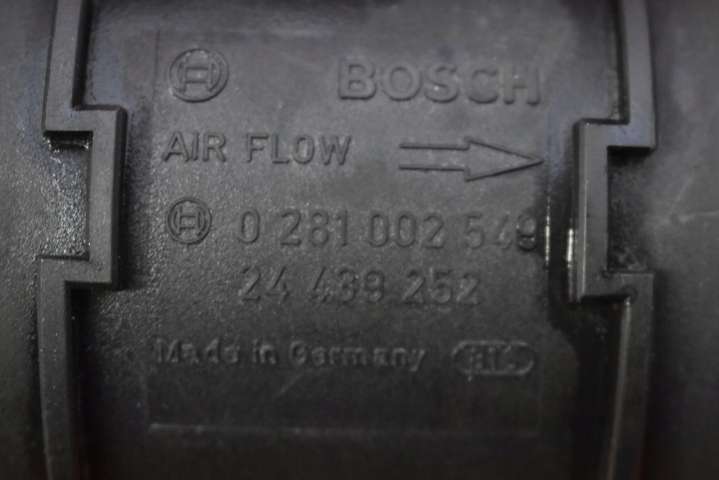 BOSCH
AIR FLOW
0 281 002 549
24 439 252
Made in Germany